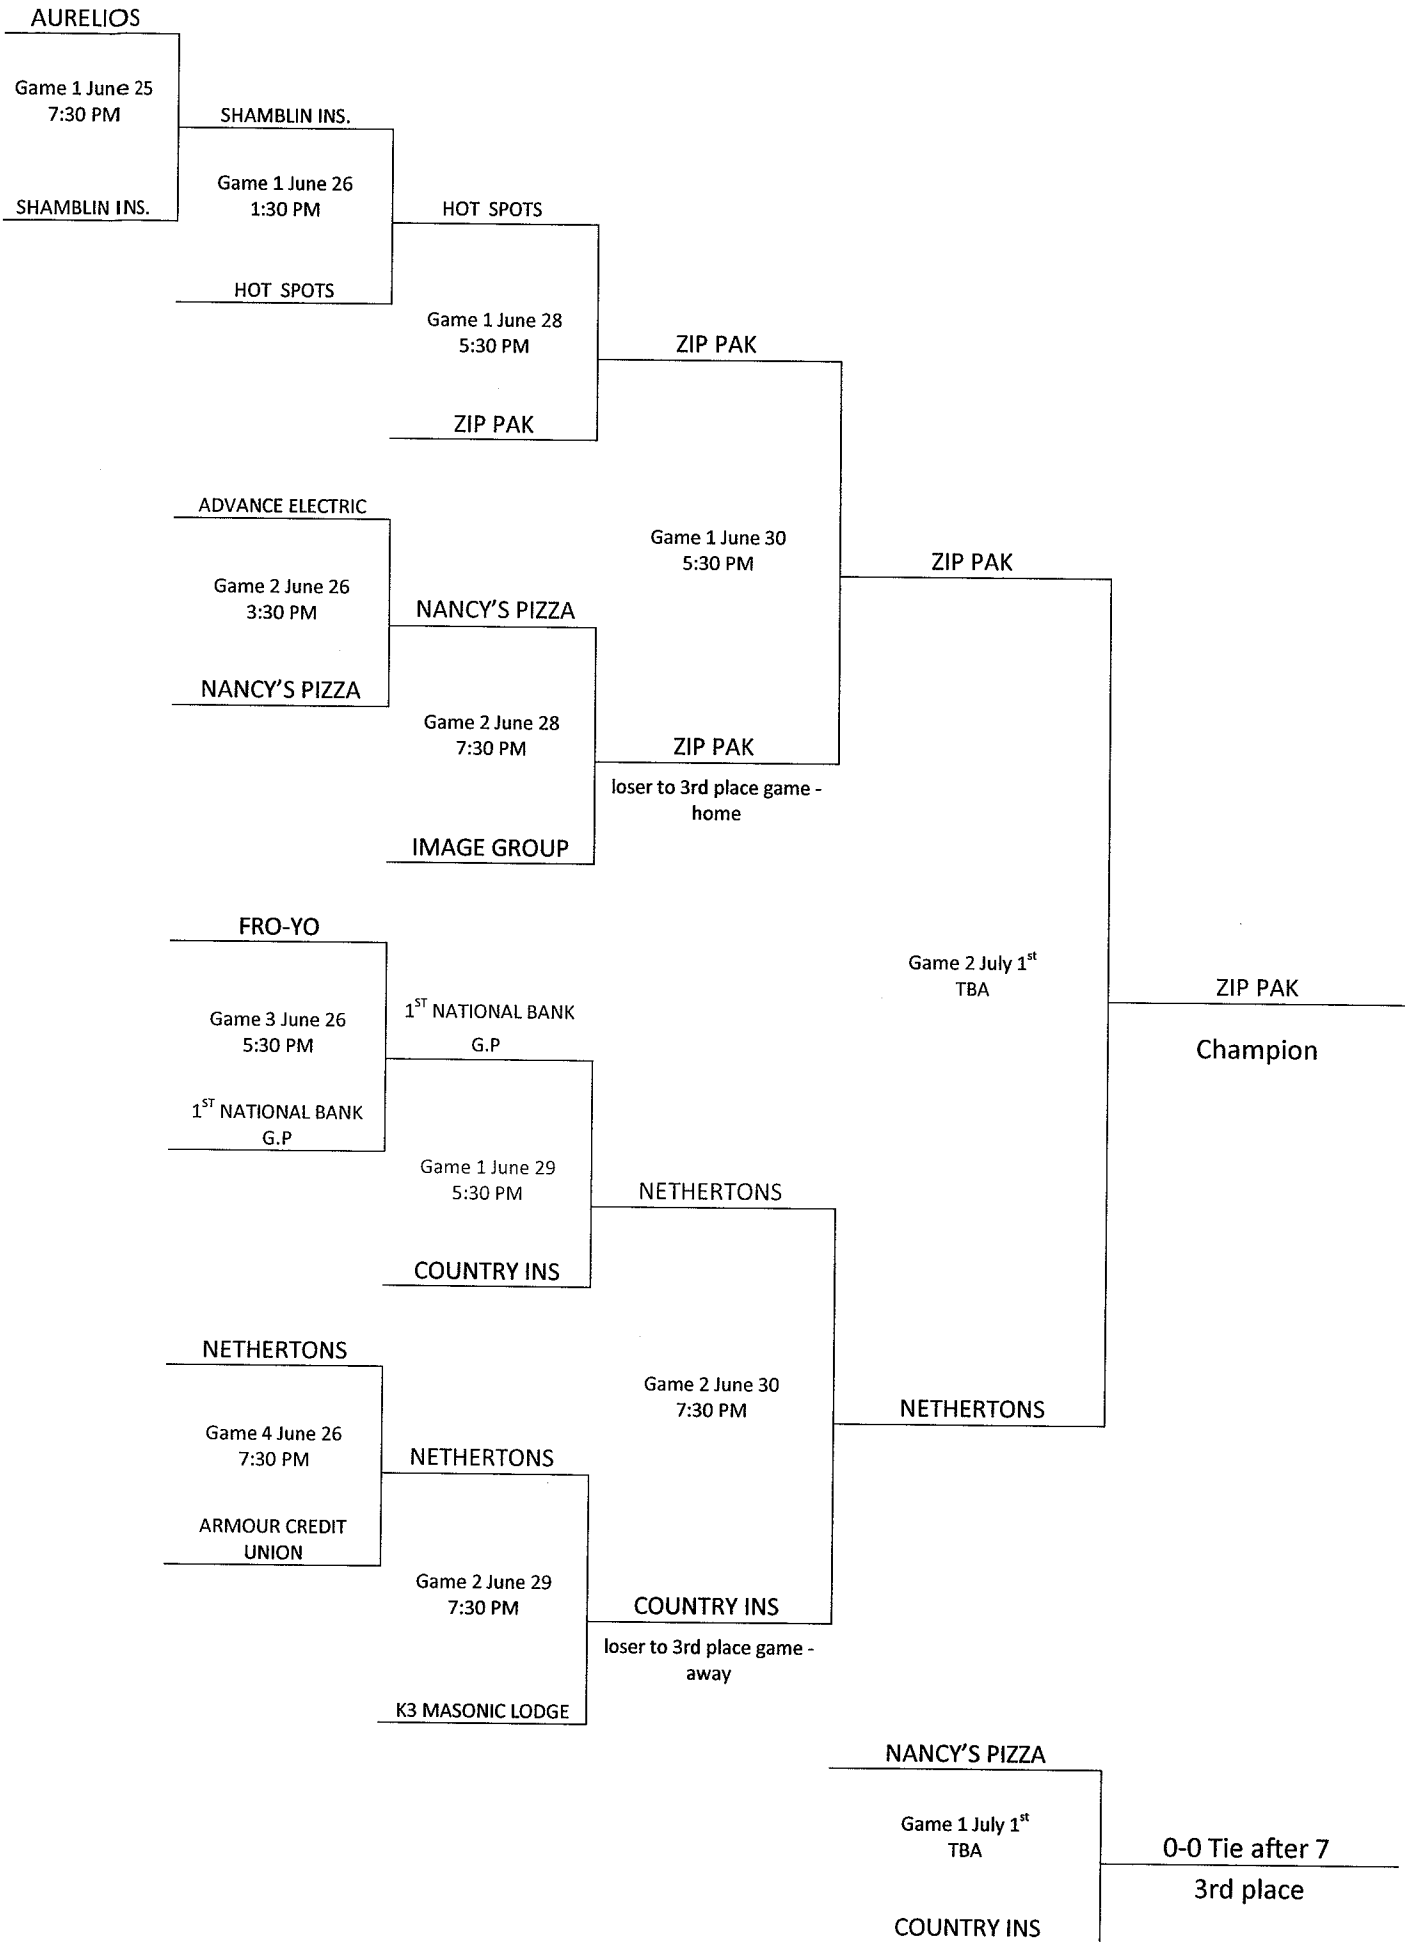 AURELIOS
Game 1 June 25
7:30 PM
SHAMBLIN INS.
SHAMBLIN INS.
Game 1 June 26
1:30 PM
HOT SPOTS
HOT SPOTS
Game 1 June 28
5:30 PM
ZIP PAK
ZIP PAK
ADVANCE ELECTRIC
Game 2 June 26
3:30 PM
NANCY'S PIZZA
NANCY'S PIZZA
Game 2 June 28
7:30 PM
IMAGE GROUP
Game 1 June 30
5:30 PM
ZIP PAK
loser to 3rd place game -
home
ZIP PAK
FRO-YO
Game 3 June 26
5:30 PM
1ST NATIONAL BANK
G.P
1ST NATIONAL BANK
G.P
Game 1 June 29
5:30 PM
COUNTRY INS
NETHERTONS
NETHERTONS
Game 4 June 26
7:30 PM
ARMOUR CREDIT
UNION
NETHERTONS
Game 2 June 29
7:30 PM
K3 MASONIC LODGE
Game 2 June 30
7:30 PM
COUNTRY INS
loser to 3rd place game -
away
NETHERTONS
Game 2 July 1st
TBA
ZIP PAK
Champion
NANCY'S PIZZA
Game 1 July 1st
TBA
COUNTRY INS
0-0 Tie after 7
3rd place